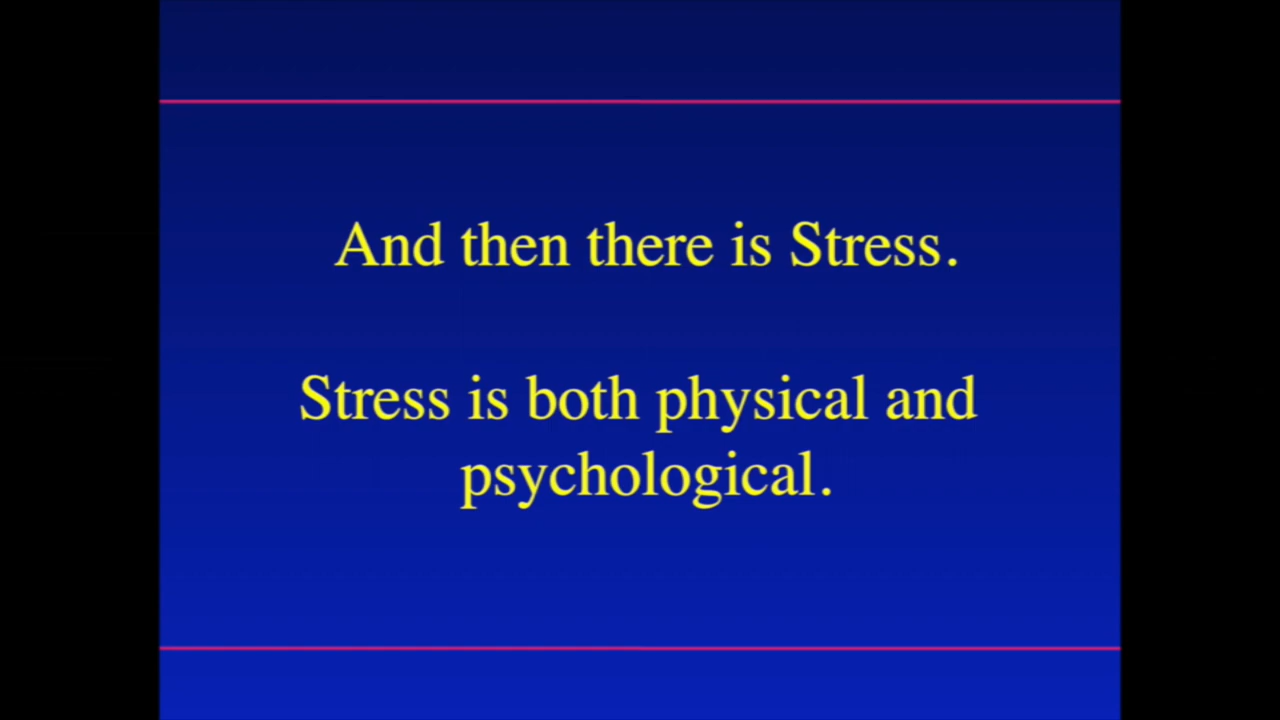 And then there is Stress.
Stress is both physical and
psychological.